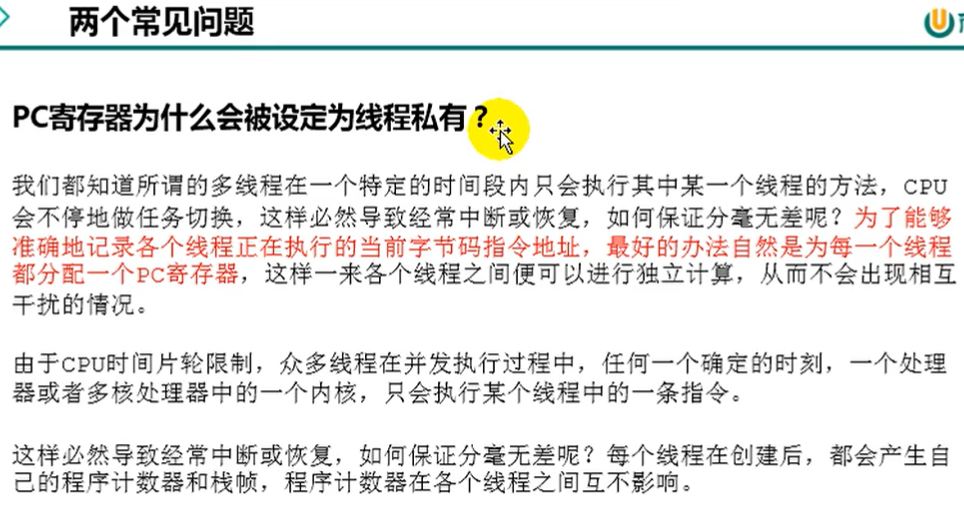 两个常见问题
PC寄存器为什么会被设定为线程私有？
我们都知道所谓的多线程在一个特定的时间段内只会执行其中某一个线程的方法，CPU
会不停地做任务切换，这样必然导致经常中断或恢复，如何保证分毫无差呢？为了能够
准确地记录各个线程正在执行的当前字节码指令地址，最好的办法自然是为每一个线程
都分配一个PC寄存器，这样一来各个线程之间便可以进行独立计算，从而不会出现相互
干扰的情况。
由于CPU时间片轮限制，众多线程在并发执行过程中，任何一个确定的时刻，一个处理
器或者多核处理器中的一个内核，只会执行某个线程中的一条指令。
这样必然导致经常中断或恢复，如何保证分毫无差呢？每个线程在创建后，都会产生自
己的程序计数器和栈帧，程序计数器在各个线程之间互不影响。